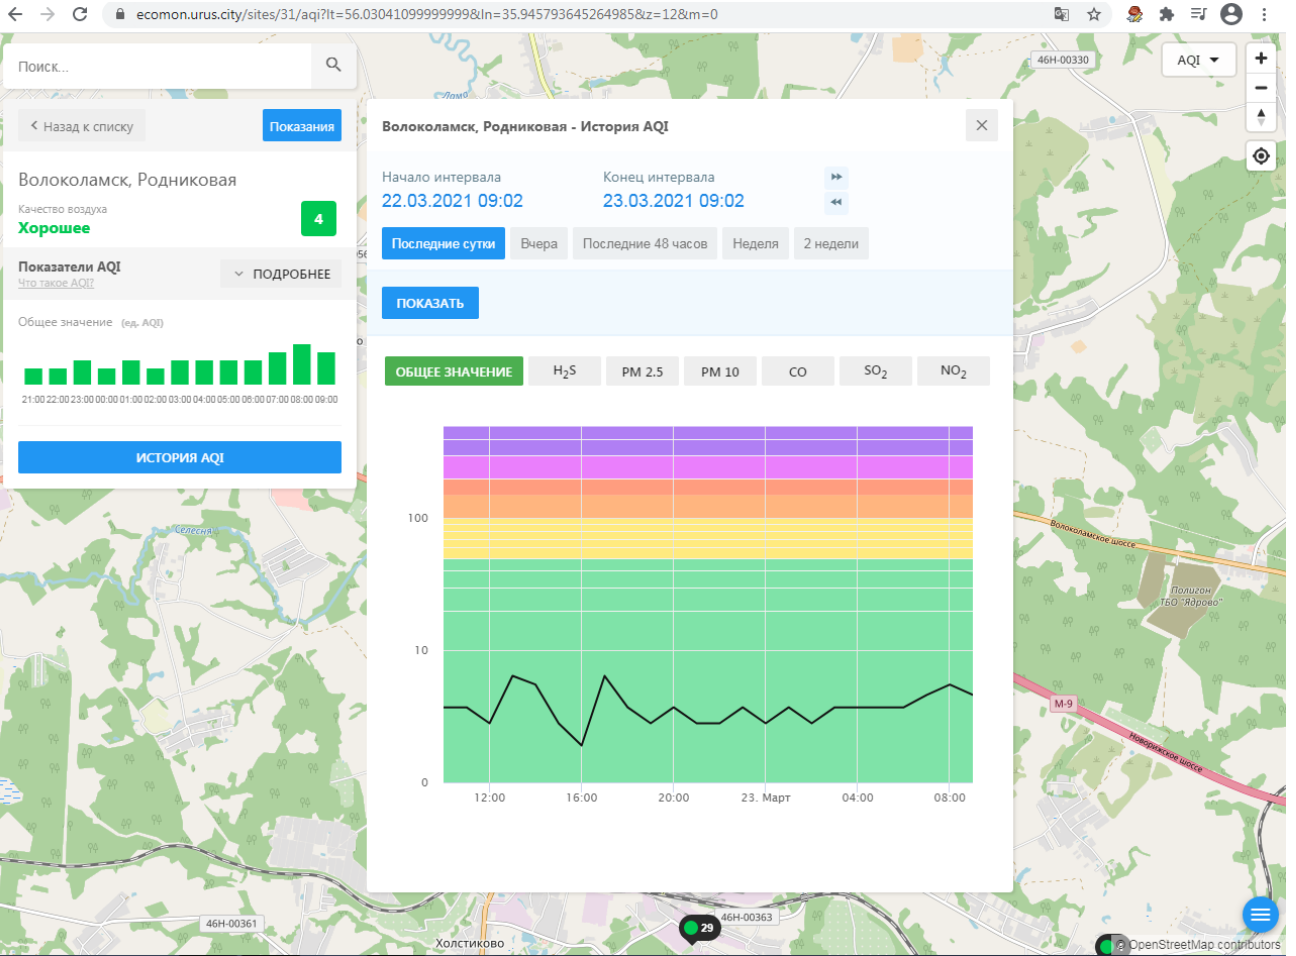 ecomon.urus.city/sites/31/aqi?lt=56.03041099999999&ln=35.945793645264985&z=12&m=0
Поиск...
46Н-00330
AQI
Лама
Назад к списку
Показания
Волоколамск, Родниковая - История AQI
Волоколамск, Родниковая
Начало интервала
Конец интервала
22.03.2021 09:02
23.03.2021 09:02
Качество воздуха
Хорошее
4
Последние сутки
Вчера
Последние 48 часов
Неделя
2 недели
Показатели AQI
Что такое AQI?
ПОДРОБНЕЕ
ПОКАЗАТЬ
Общее значение (ед. AQI)
ОБЩЕЕ ЗНАЧЕНИЕ
H2S
PM 2.5
PM 10
CO
SO2
NO2
21:00 22:00 23:00 00:00 01:00 02:00 03:00 04:00 05:00 06:00 07:00 08:00 09:00
ИСТОРИЯ AQI
100
10
0
12:00
16:00
20:00
23. Март
04:00
08:00
Селесня
Волоколамское шоссе
Полигон
ТБО "Ядрово"
М-9
Новорижское шоссе
46Н-00361
46Н-00363
29
Холстиково
OpenStreetMap contributors